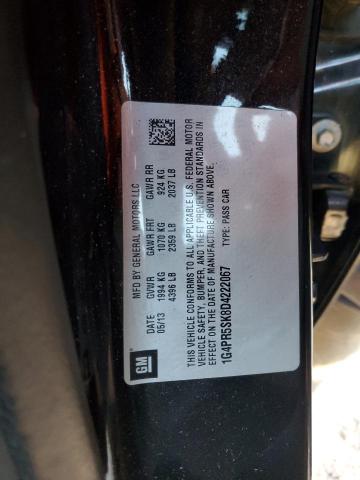 MFD BY GENERAL MOTORS LLC
DATE GVWR GAWR FRT GAWR RR
05/13 1994 KG 1070 KG 924 KG
4396 LB 2359 LB 2037 LB
THIS VEHICLE CONFORMS TO ALL APPLICABLE U.S. FEDERAL MOTOR
VEHICLE SAFETY, BUMPER, AND THEFT PREVENTION STANDARDS IN
EFFECT ON THE DATE OF MANUFACTURE SHOWN ABOVE.
1G4PR5SK8D4222067 TYPE: PASS CAR
GM